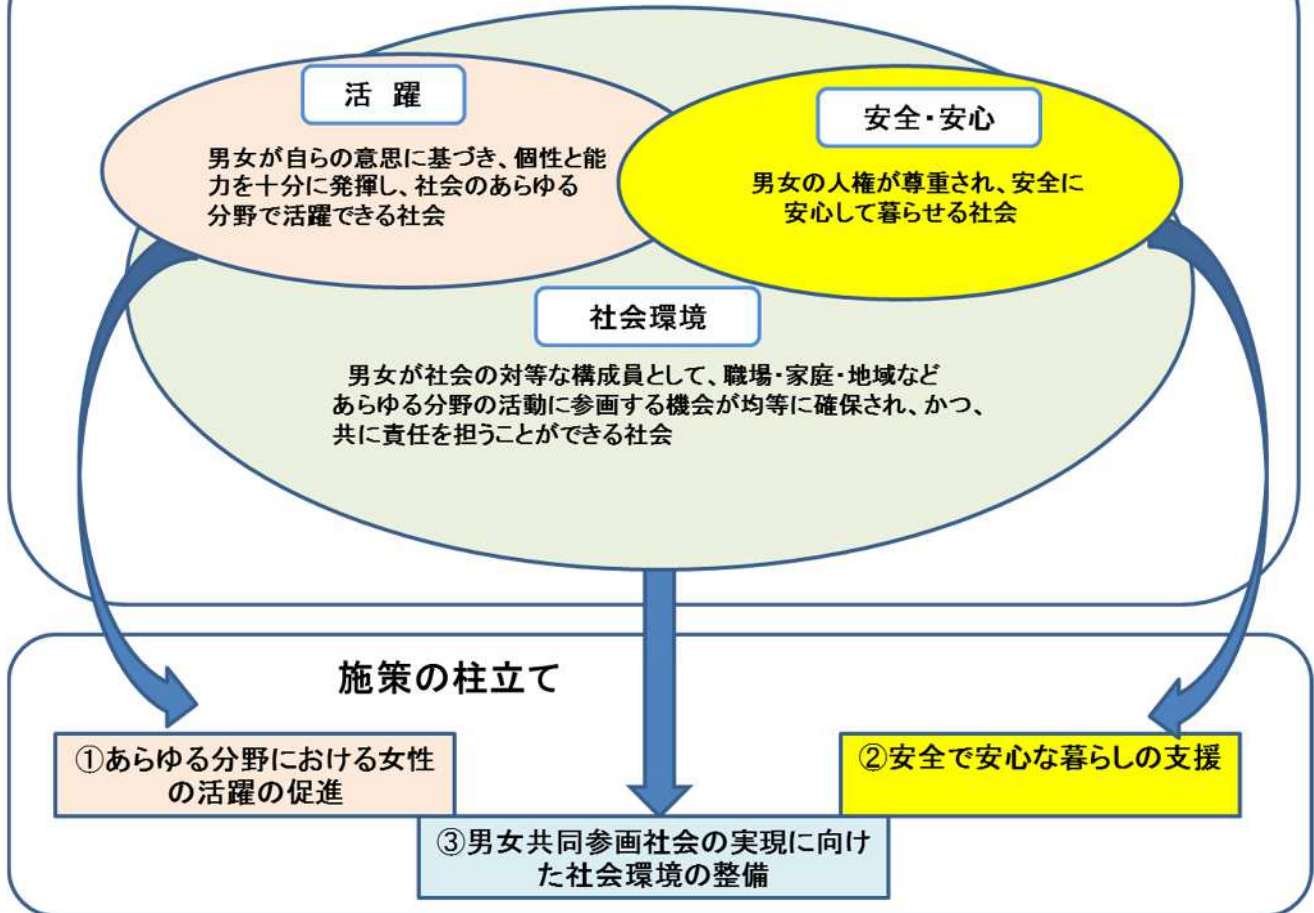 活 躍
男女が自らの意思に基づき、個性と能
力を十分に発揮し、社会のあらゆる
分野で活躍できる社会
安全・安心
男女の人権が尊重され、安全に
安心して暮らせる社会
社会環境
男女が社会の対等な構成員として、職場・家庭・地域など
あらゆる分野の活動に参画する機会が均等に確保され、かつ、
共に責任を担うことができる社会
施策の柱立て
①あらゆる分野における女性
の活躍の促進
②安全で安心な暮らしの支援
③男女共同参画社会の実現に向け
た社会環境の整備